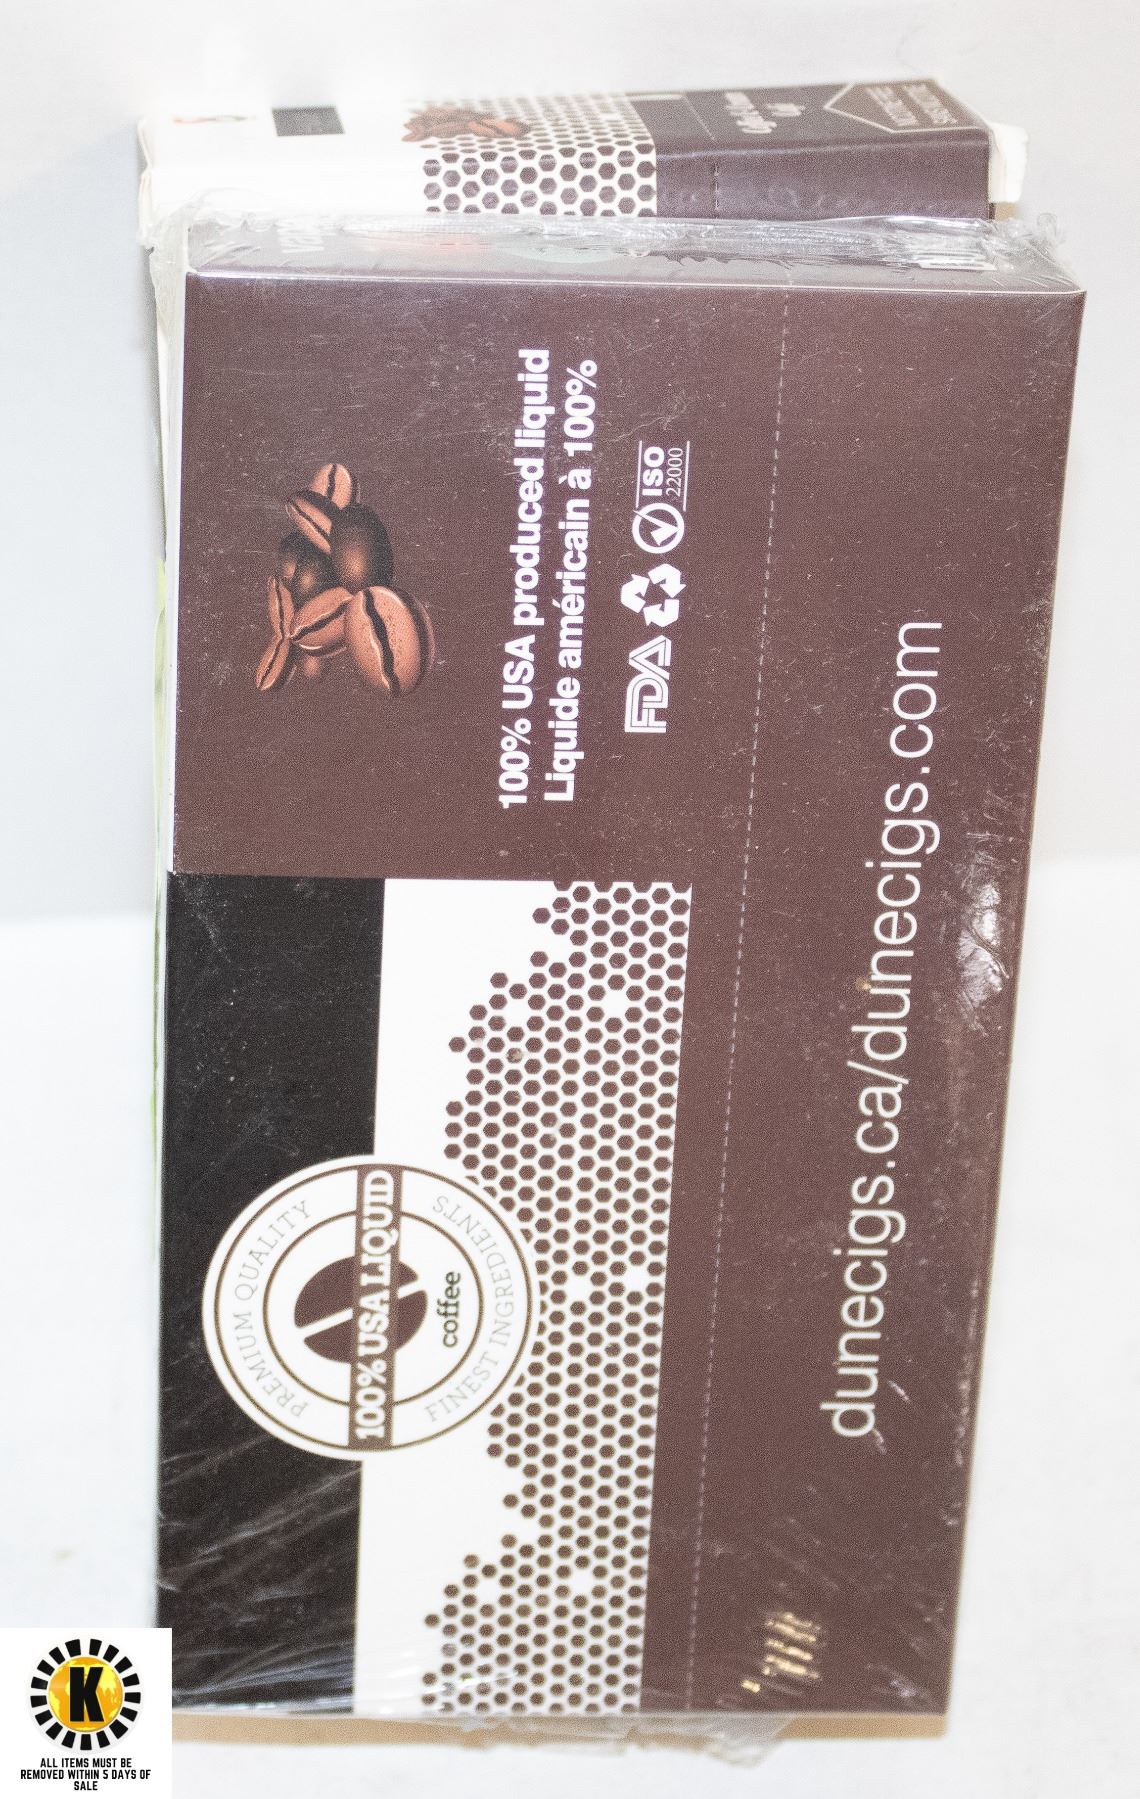 100% USA produced liquid
Liquide américain à 100%
FDA
ISO
22000
PREMIUM QUALITY
100% USA LIQUID
coffee
FINEST INGREDIENTS
dunecigs.ca/dunecigs.com
K
ALL ITEMS MUST BE
REMOVED WITHIN 5 DAYS OF
SALE